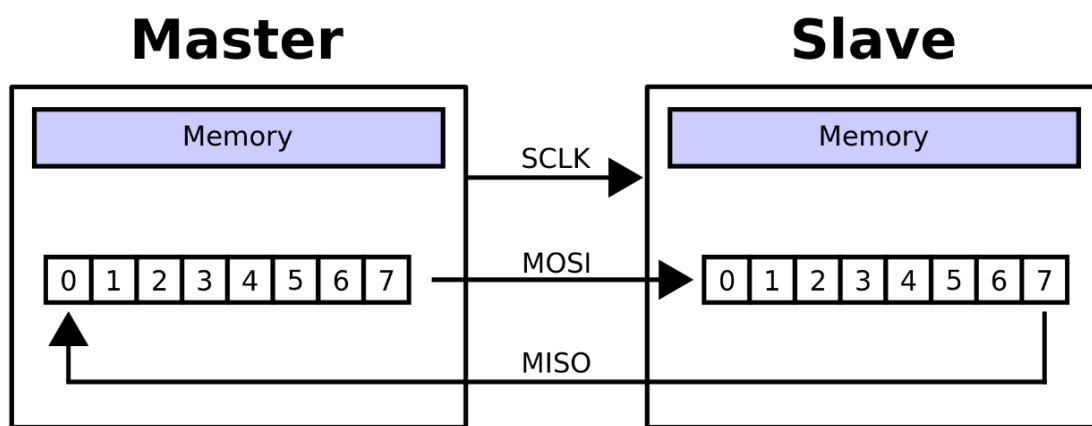 Master Slave
Memory Memory
SCLK
MOSI
0 1 2 3 4 5 6 7 0 1 2 3 4 5 6 7
MISO